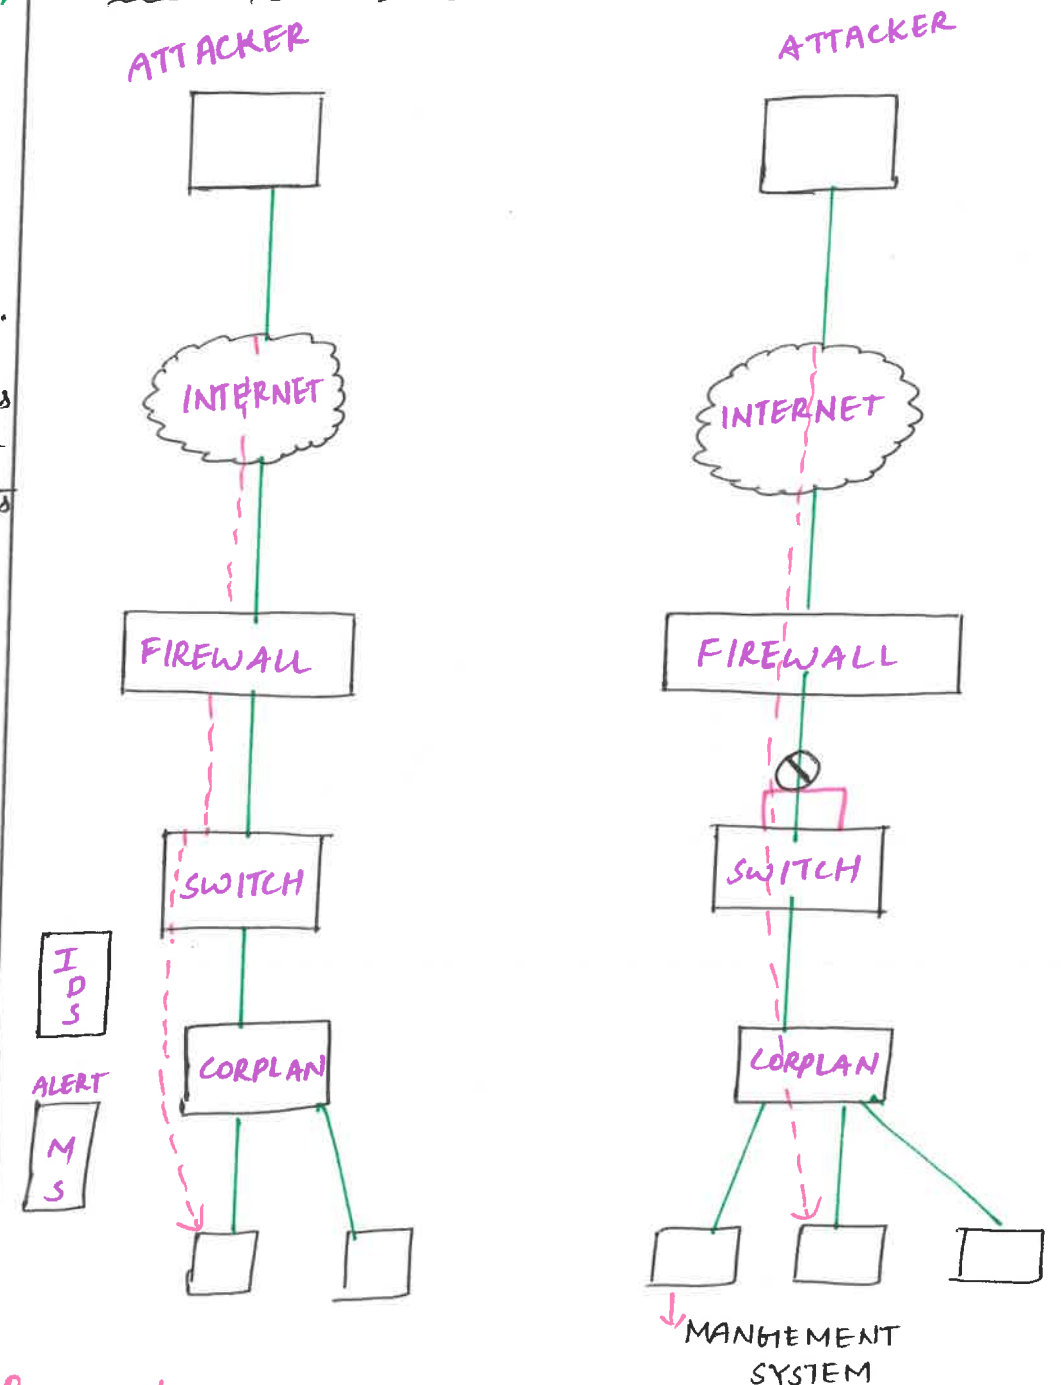 ATTACKER
INTERNET
FIREWALL
SWITCH
IDS
CORPLAN
ALERT
MS
ATTACKER
INTERNET
FIREWALL
SWITCH
CORPLAN
MANGEMENT
SYSTEM